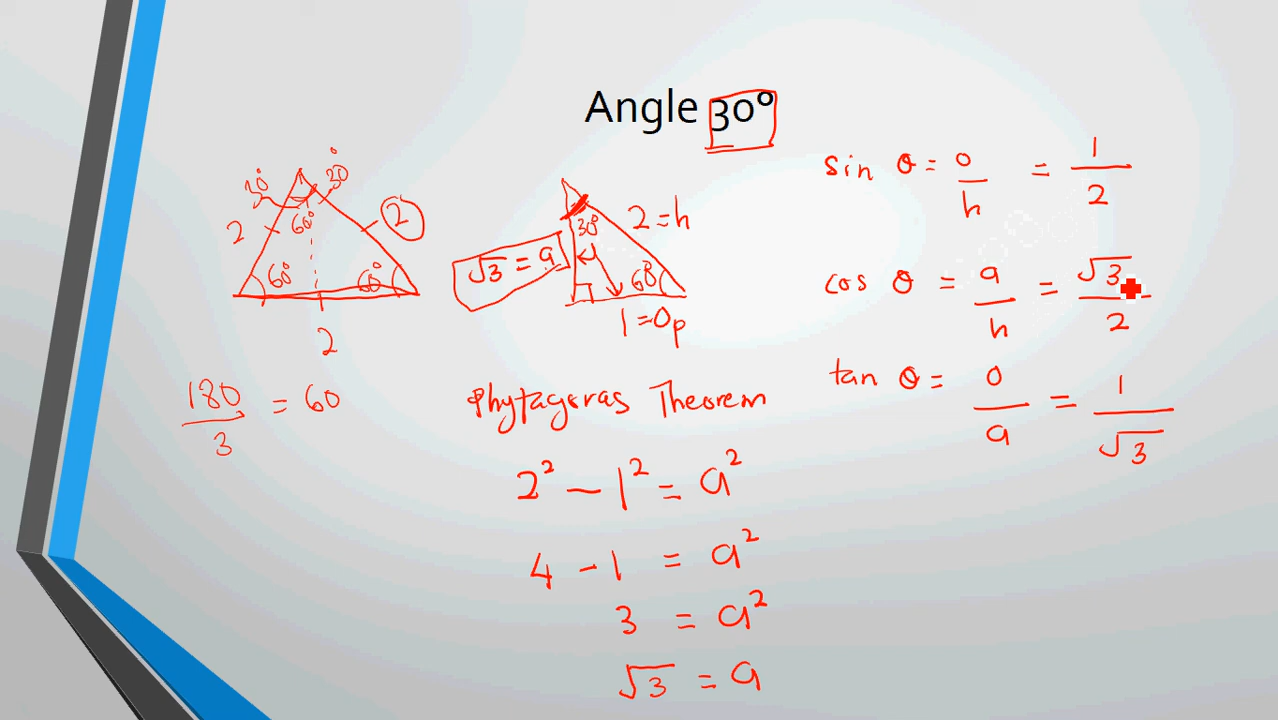 Angle 30°
30° 30°
60°
2 2
60° 60°
2
180/3 = 60
30° 2=h
√3 = a
60°
1=Op
Phytagoras Theorem
2² − 1² = a²
4 − 1 = a²
3 = a²
√3 = a
sin θ = o/h = 1/2
cos θ = a/h = √3/2
tan θ = o/a = 1/√3